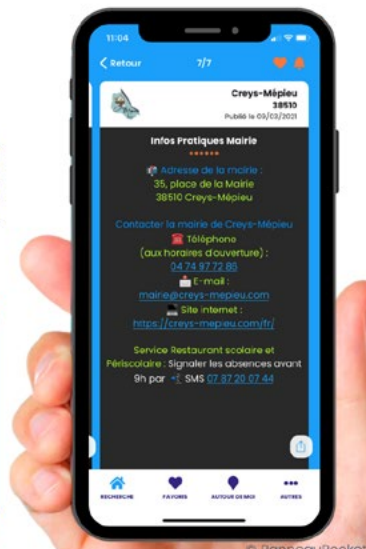 11:04
Retour 7/7
Creys-Mépieu
38510
Publié le 03/03/2021
Infos Pratiques Mairie
Adresse de la mairie :
35, place de la Mairie
38510 Creys-Mépieu
Contacter la mairie de Creys-Mépieu
Téléphone
(aux horaires d'ouverture) :
04 74 97 72 86
E-mail :
mairie@creys-mepieu.com
Site internet :
https://creys-mepieu.com/fr/
Service Restaurant scolaire et
Périscolaire : Signaler les absences avant
9h par SMS 07 87 20 07 44
RECHERCHE FAVORIS AUTOUR DE MOI AUTRES
© PanneauPocket